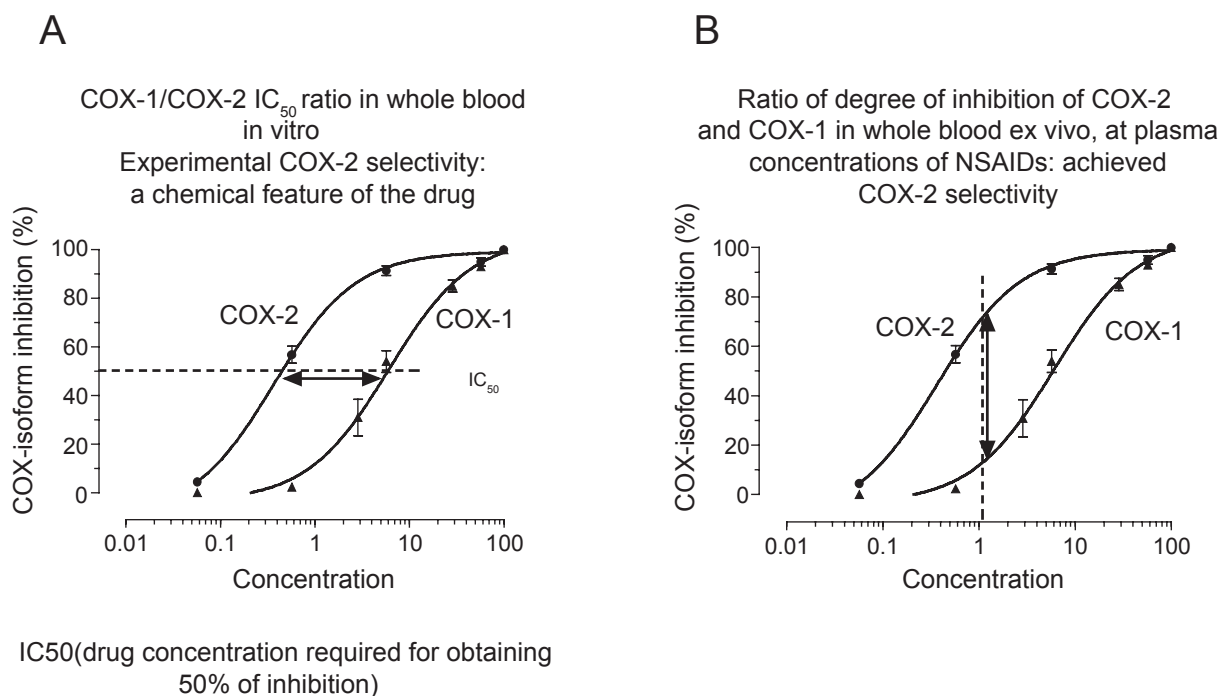 A
COX-1/COX-2 IC50 ratio in whole blood
in vitro
Experimental COX-2 selectivity:
a chemical feature of the drug
COX-isoform inhibition (%)
100
80
60
40
20
0
COX-2
COX-1
IC50
0.01
0.1
1
10
100
Concentration
IC50(drug concentration required for obtaining
50% of inhibition)
B
Ratio of degree of inhibition of COX-2
and COX-1 in whole blood ex vivo, at plasma
concentrations of NSAIDs: achieved
COX-2 selectivity
COX-isoform inhibition (%)
100
80
60
40
20
0
COX-2
COX-1
0.01
0.1
1
10
100
Concentration